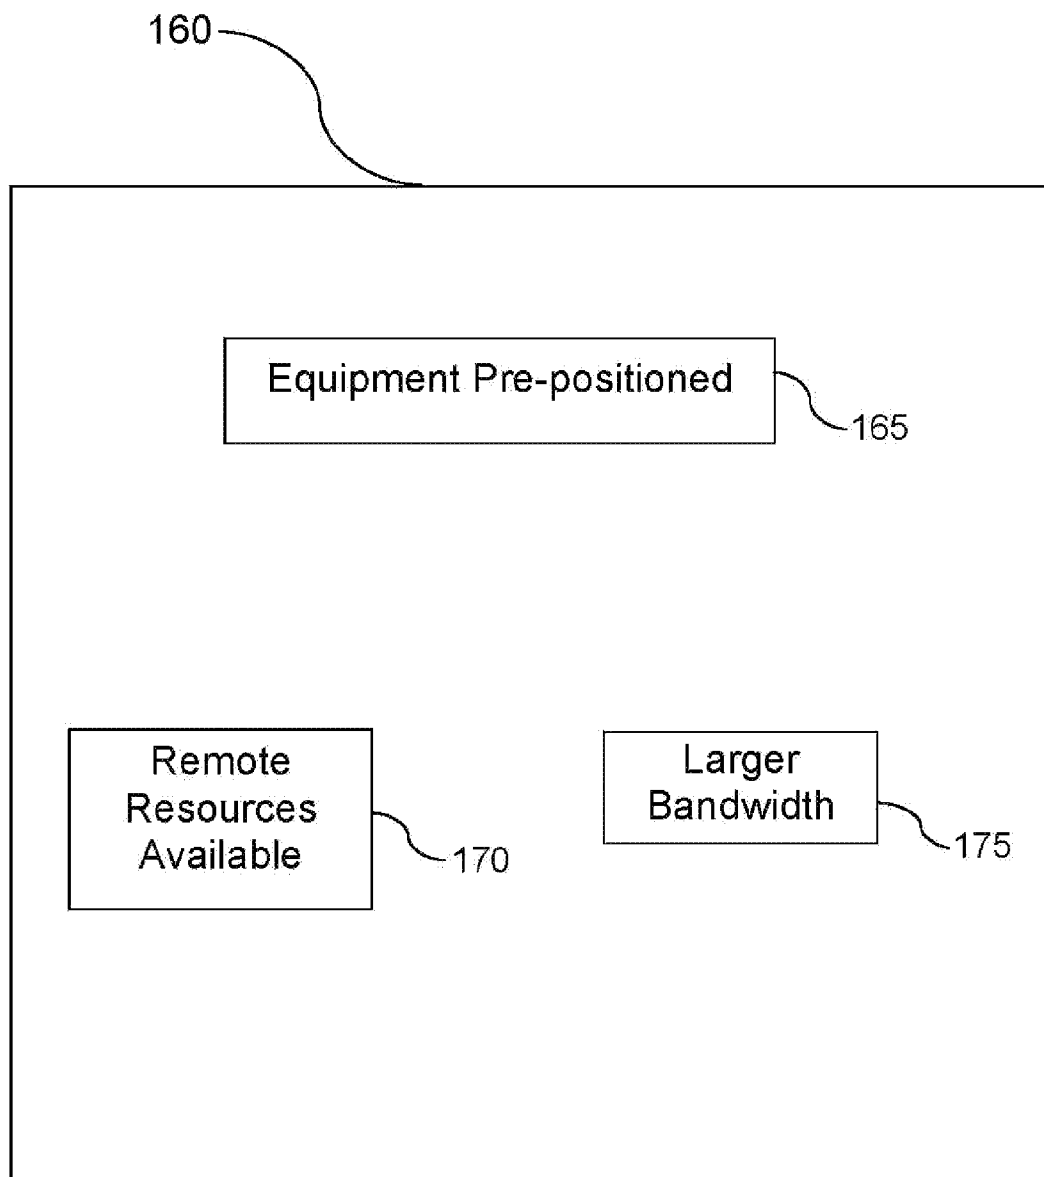 160
Equipment Pre-positioned
165
Remote
Resources
Available
170
Larger
Bandwidth
175